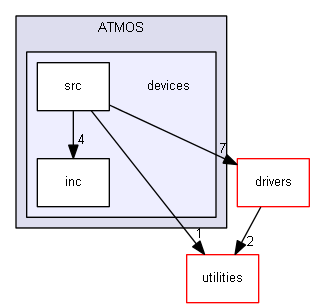 ATMOS
src
devices
4
7
inc
drivers
1
2
utilities